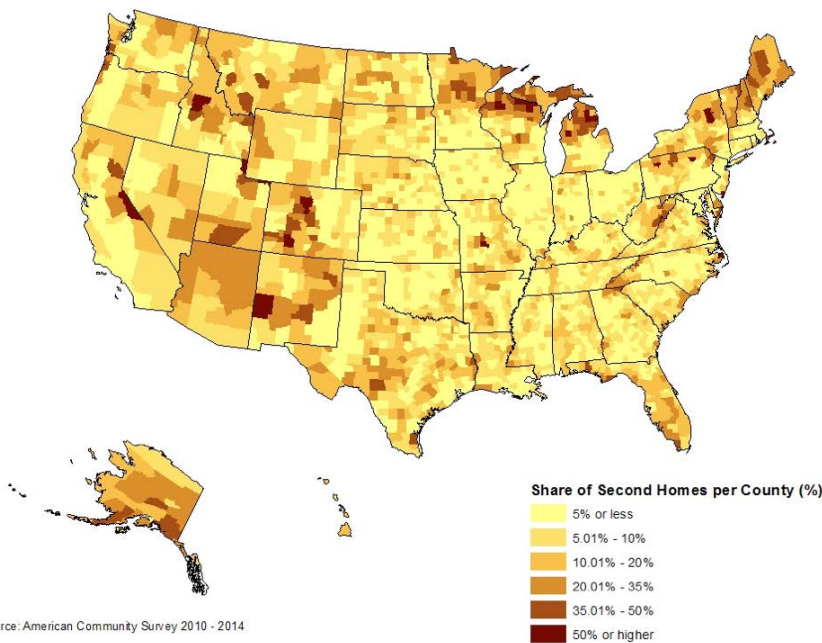 Share of Second Homes per County (%)
5% or less
5.01% - 10%
10.01% - 20%
20.01% - 35%
35.01% - 50%
50% or higher
rce: American Community Survey 2010 - 2014